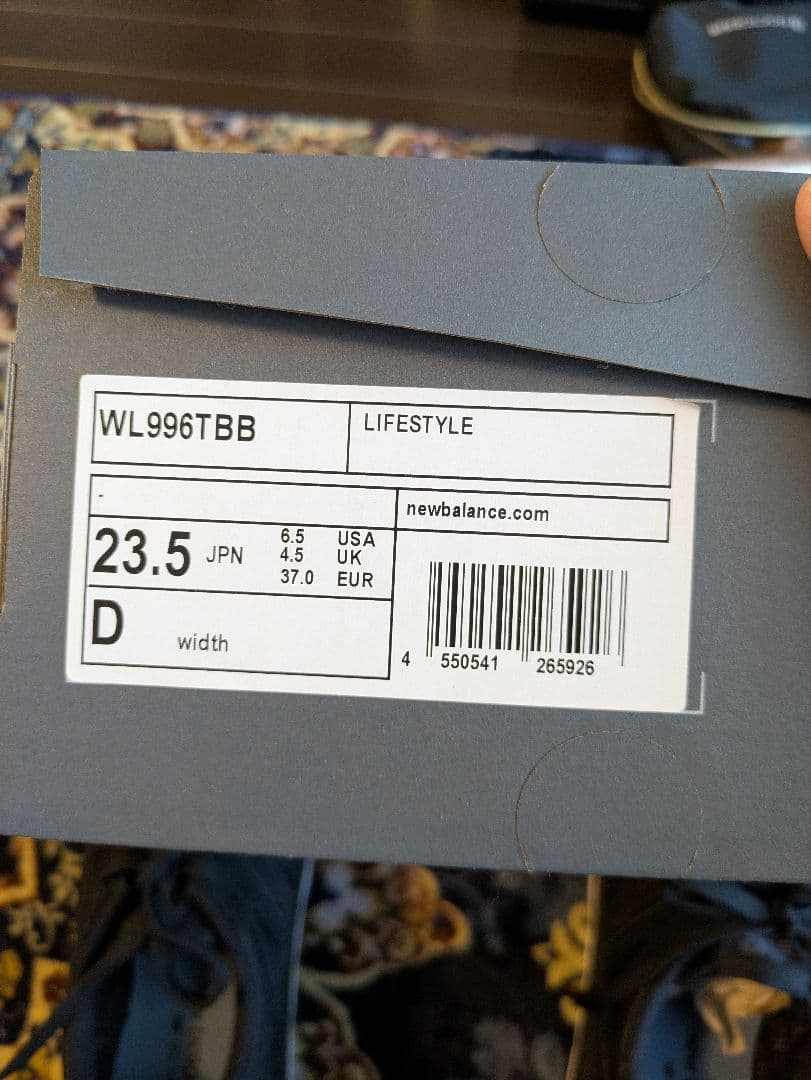 WL996TBB
LIFESTYLE
-
newbalance.com
23.5 JPN
6.5 USA
4.5 UK
37.0 EUR
D width
4 550541 265926